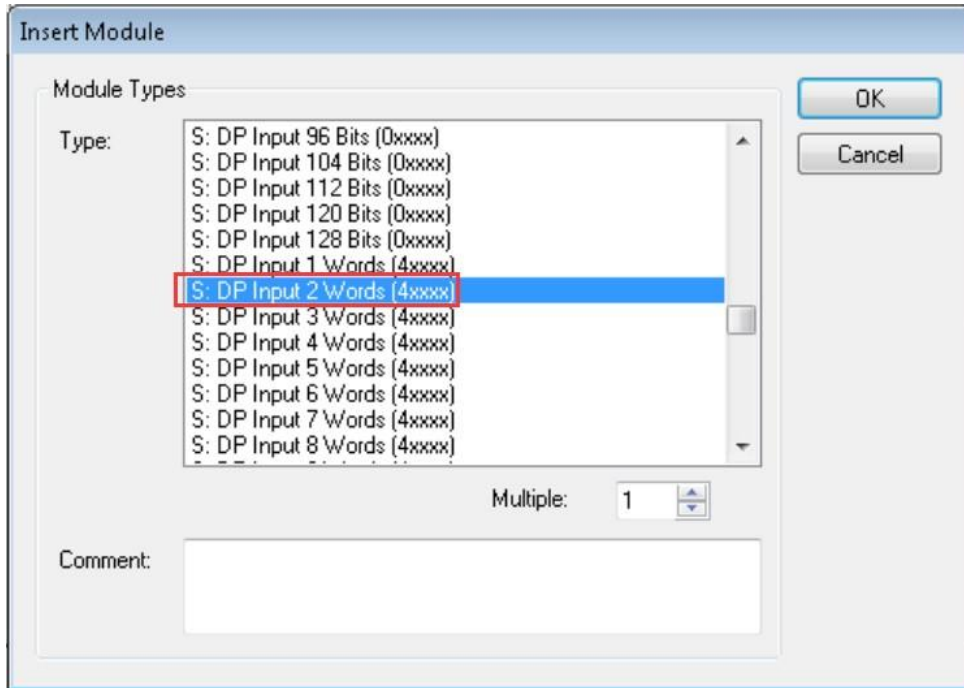 Insert Module
Module Types
OK
Type:
Cancel
S: DP Input 96 Bits (0xxxx)
S: DP Input 104 Bits (0xxxx)
S: DP Input 112 Bits (0xxxx)
S: DP Input 120 Bits (0xxxx)
S: DP Input 128 Bits (0xxxx)
S: DP Input 1 Words (4xxxx)
S: DP Input 2 Words (4xxxx)
S: DP Input 3 Words (4xxxx)
S: DP Input 4 Words (4xxxx)
S: DP Input 5 Words (4xxxx)
S: DP Input 6 Words (4xxxx)
S: DP Input 7 Words (4xxxx)
S: DP Input 8 Words (4xxxx)
Multiple: 1
Comment: